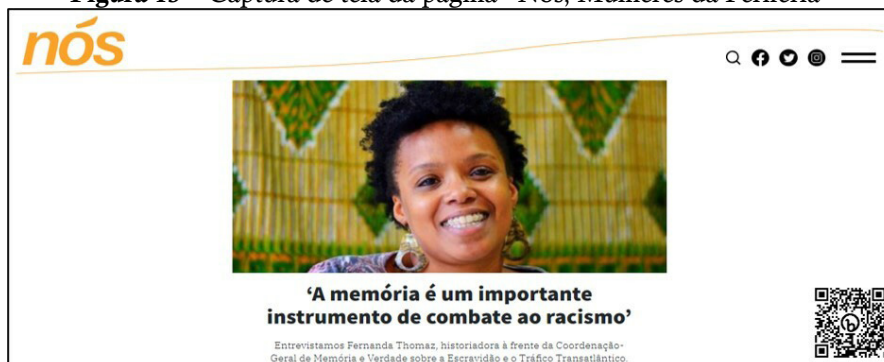 Figura 15 – Captura de tela da página "Nós, Mulheres da Periferia"
nós
‘A memória é um importante
instrumento de combate ao racismo’
Entrevistamos Fernanda Thomaz, historiadora à frente da Coordenação-
Geral de Memória e Verdade sobre a Escravidão e o Tráfico Transatlântico.